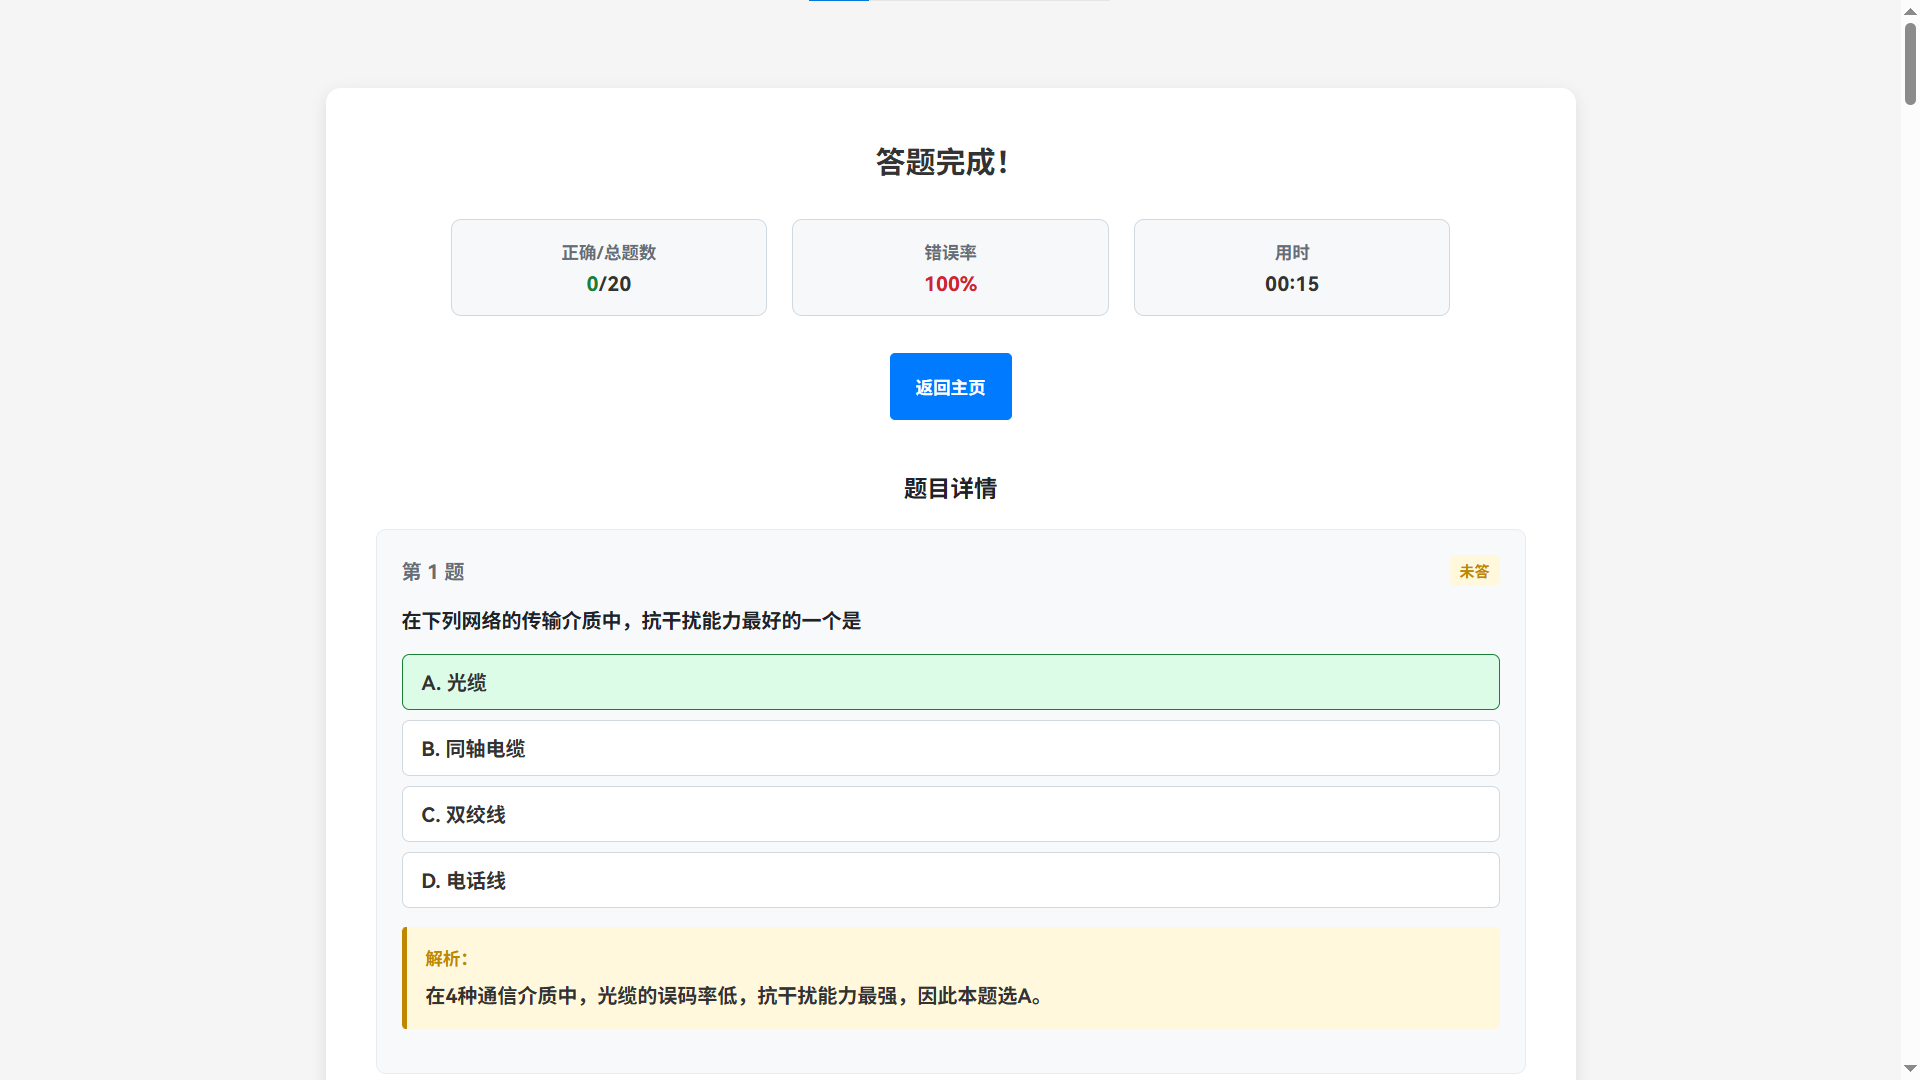 答题完成！
正确/总题数
0/20
错误率
100%
用时
00:15
返回主页
题目详情
第 1 题
未答
在下列网络的传输介质中，抗干扰能力最好的一个是
A. 光缆
B. 同轴电缆
C. 双绞线
D. 电话线
解析：
在4种通信介质中，光缆的误码率低，抗干扰能力最强，因此本题选A。